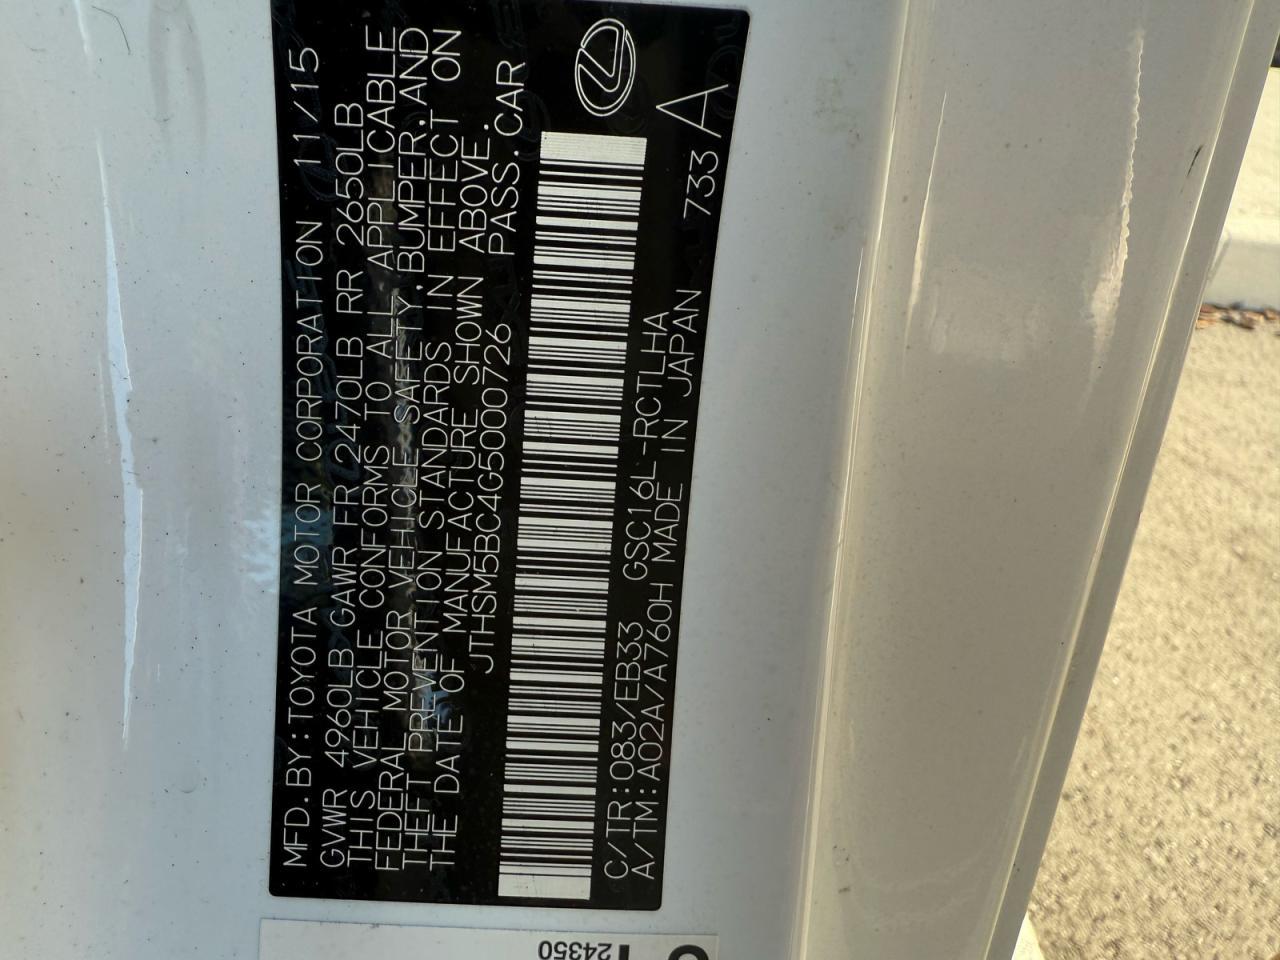 MFD.BY:TOYOTA MOTOR CORPORATION 11/15
GVWR 4960LB GAWR FR 2470LB RR 2650LB
THIS VEHICLE CONFORMS TO ALL APPLICABLE
FEDERAL MOTOR VEHICLE SAFETY, BUMPER, AND
THEFT PREVENTION STANDARDS IN EFFECT ON
THE DATE OF MANUFACTURE SHOWN ABOVE.
JTHSM5BC4G5000726 PASS.CAR
C/TR:083/EB33 GSC16L-RCTLHA
A/TM:A02A/A760H MADE IN JAPAN 733 A
24350